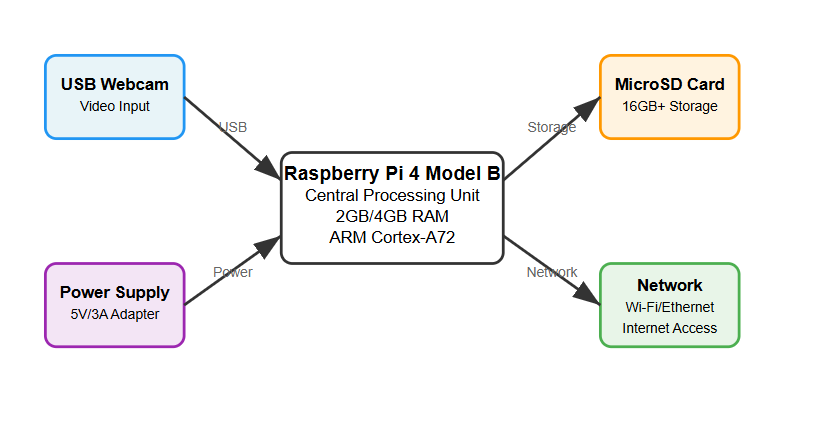 USB Webcam
Video Input
USB
MicroSD Card
16GB+ Storage
Storage
Raspberry Pi 4 Model B
Central Processing Unit
2GB/4GB RAM
ARM Cortex-A72
Power Supply
5V/3A Adapter
Power
Network
Network
Wi-Fi/Ethernet
Internet Access